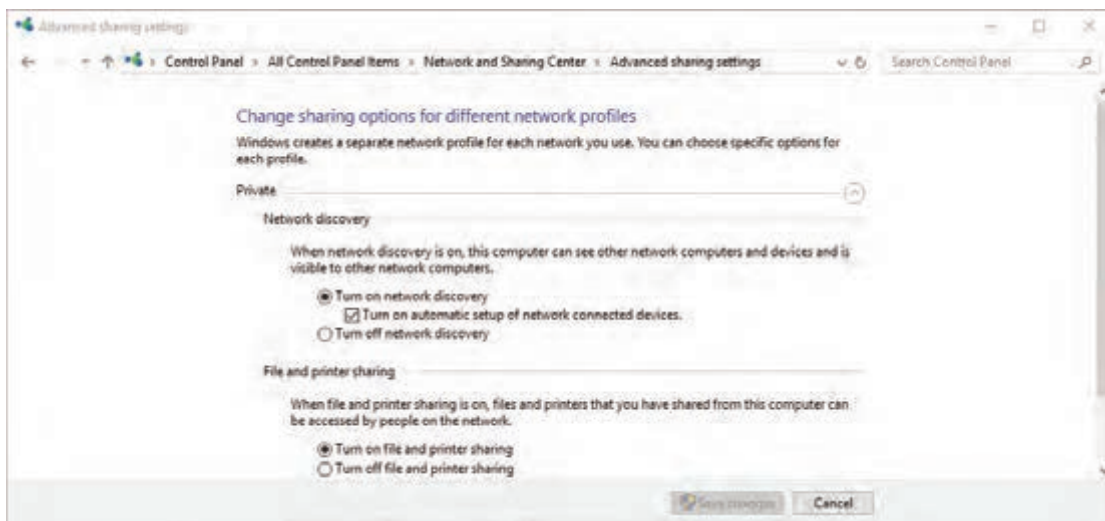 Advanced sharing settings
Control Panel > All Control Panel Items > Network and Sharing Center > Advanced sharing settings
Search Control Panel
Change sharing options for different network profiles
Windows creates a separate network profile for each network you use. You can choose specific options for
each profile.
Private
Network discovery
When network discovery is on, this computer can see other network computers and devices and is
visible to other network computers.
Turn on network discovery
Turn on automatic setup of network connected devices.
Turn off network discovery
File and printer sharing
When file and printer sharing is on, files and printers that you have shared from this computer can
be accessed by people on the network.
Turn on file and printer sharing
Turn off file and printer sharing
Save changes
Cancel